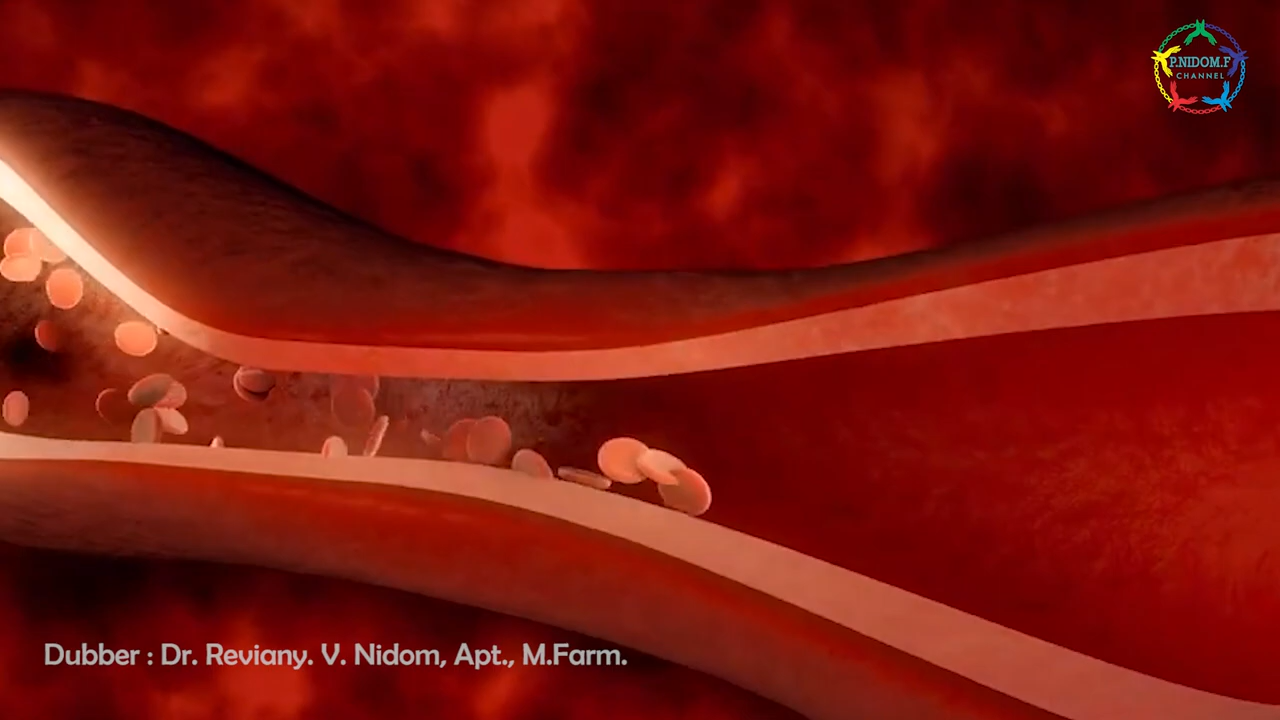 P.NIDOM.F
CHANNEL
Dubber : Dr. Reviany. V. Nidom, Apt., M.Farm.